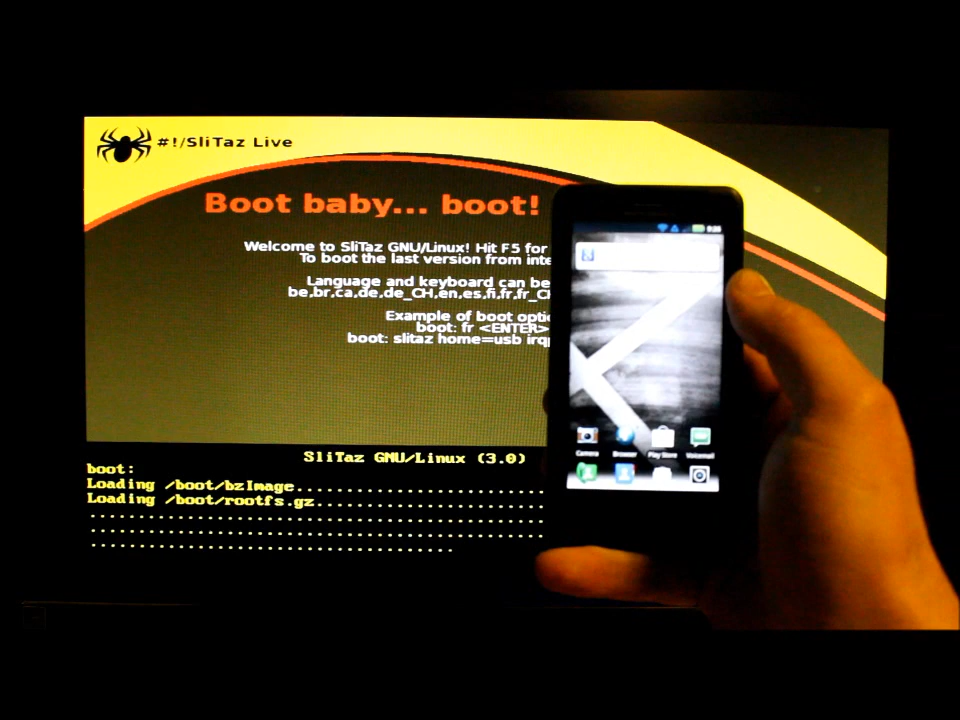 #!/SliTaz Live
Boot baby... boot!
Welcome to SliTaz GNU/Linux! Hit F5 for
To boot the last version from inte
Language and keyboard can be
be,br,ca,de,de_CH,en,es,fi,fr,fr_CH
Example of boot optio
boot: fr <ENTER>
boot: slitaz home=usb irqp
SliTaz GNU/Linux (3.0)
boot:
Loading /boot/bzImage..............................
Loading /boot/rootfs.gz...........................
......................................................
......................................................
...........................................
Camera Browser Play Store Voicemail